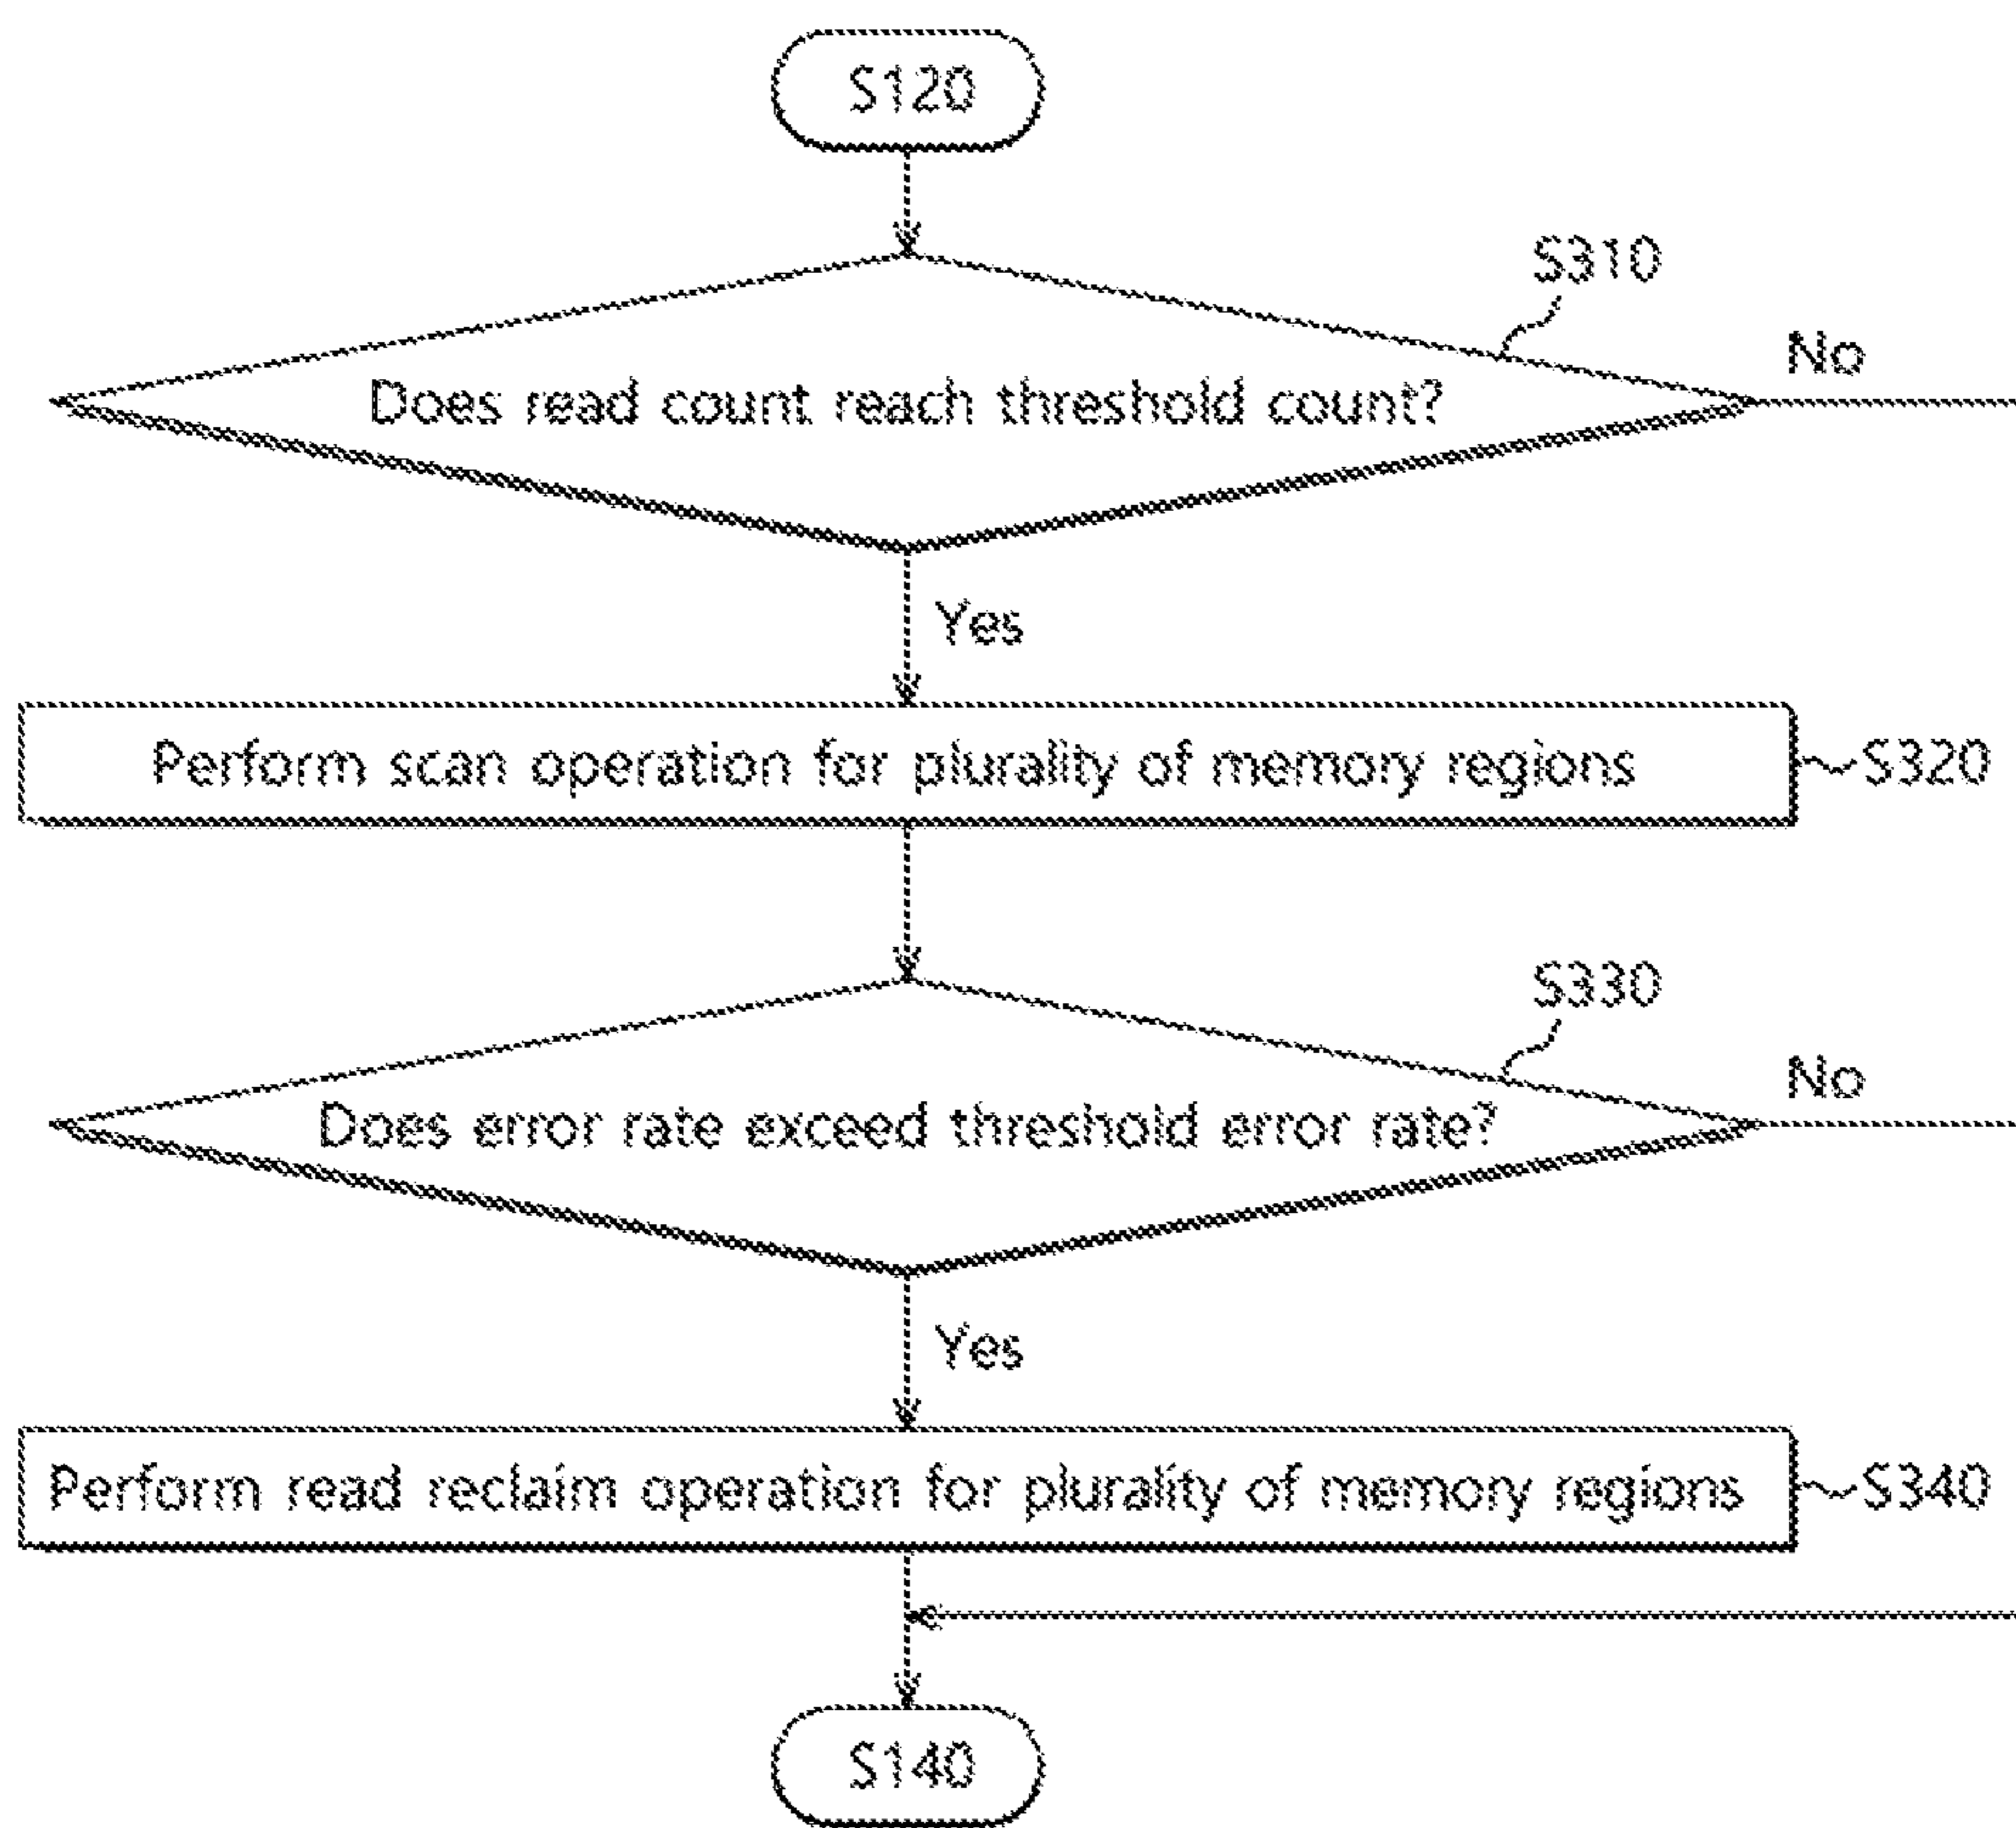 S120
S310
No
Does read count reach threshold count?
Yes
Perform scan operation for plurality of memory regions
S320
S330
No
Does error rate exceed threshold error rate?
Yes
Perform read reclaim operation for plurality of memory regions
S340
S140